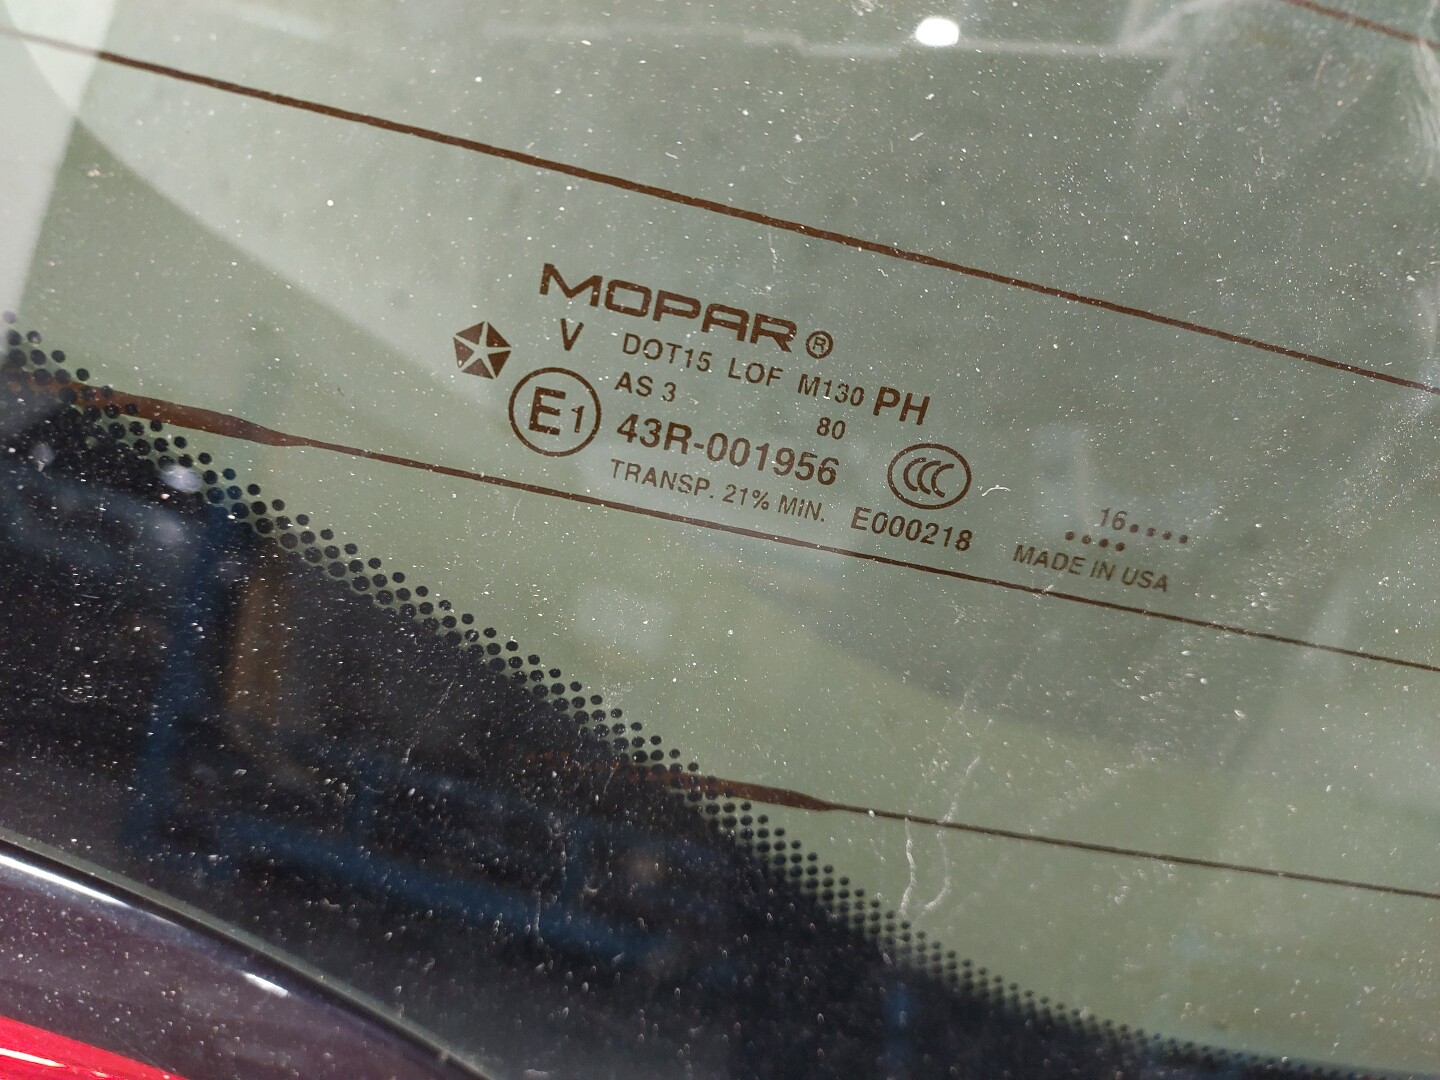 MOPAR®
V DOT15 LOF M130 PH
AS 3 80
E1 43R-001956 CCC
TRANSP. 21% MIN. E000218
16.....
....
MADE IN USA